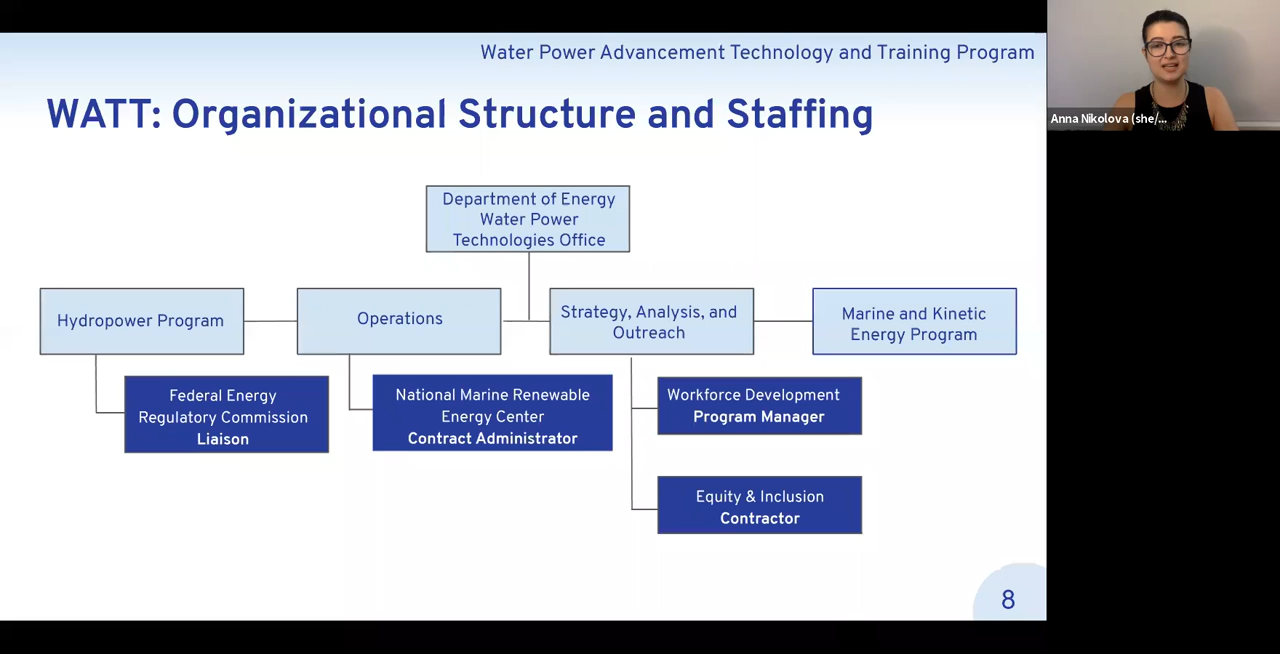 Water Power Advancement Technology and Training Program
WATT: Organizational Structure and Staffing
Department of Energy
Water Power
Technologies Office
Hydropower Program
Operations
Strategy, Analysis, and
Outreach
Marine and Kinetic
Energy Program
Federal Energy
Regulatory Commission
Liaison
National Marine Renewable
Energy Center
Contract Administrator
Workforce Development
Program Manager
Equity & Inclusion
Contractor
8
Anna Nikolova (she/...